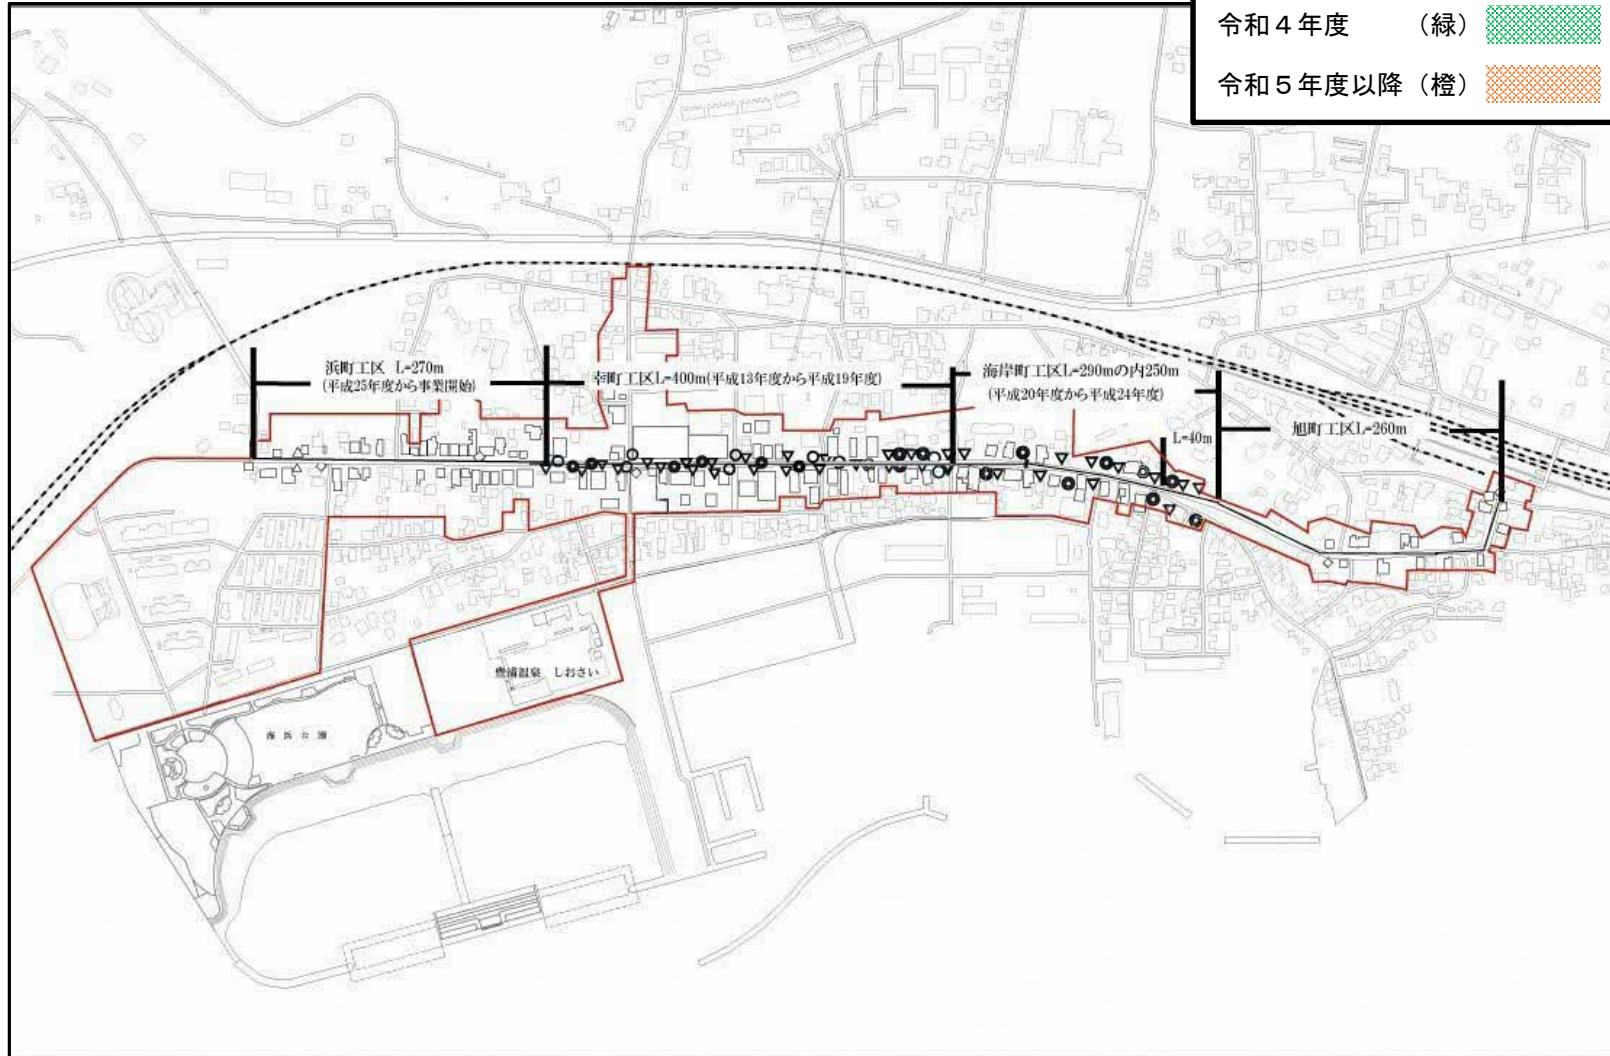 令和４年度　　（緑）
令和５年度以降（橙）
浜町工区 L=270m
(平成25年度から事業開始)
幸町工区L=400m(平成13年度から平成19年度)
海岸町工区L=290mの内250m
(平成20年度から平成24年度)
L=40m
旭町工区L=260m
豊浦温泉 しおさい
海浜公園